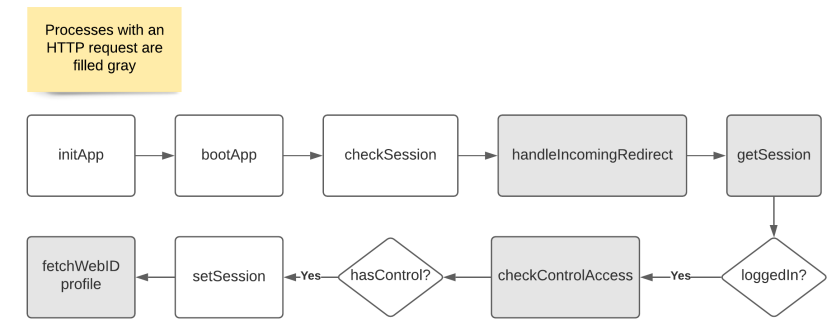 Processes with an
HTTP request are
filled gray
initApp
bootApp
checkSession
handleIncomingRedirect
getSession
fetchWebID
profile
setSession
Yes
hasControl?
checkControlAccess
Yes
loggedIn?